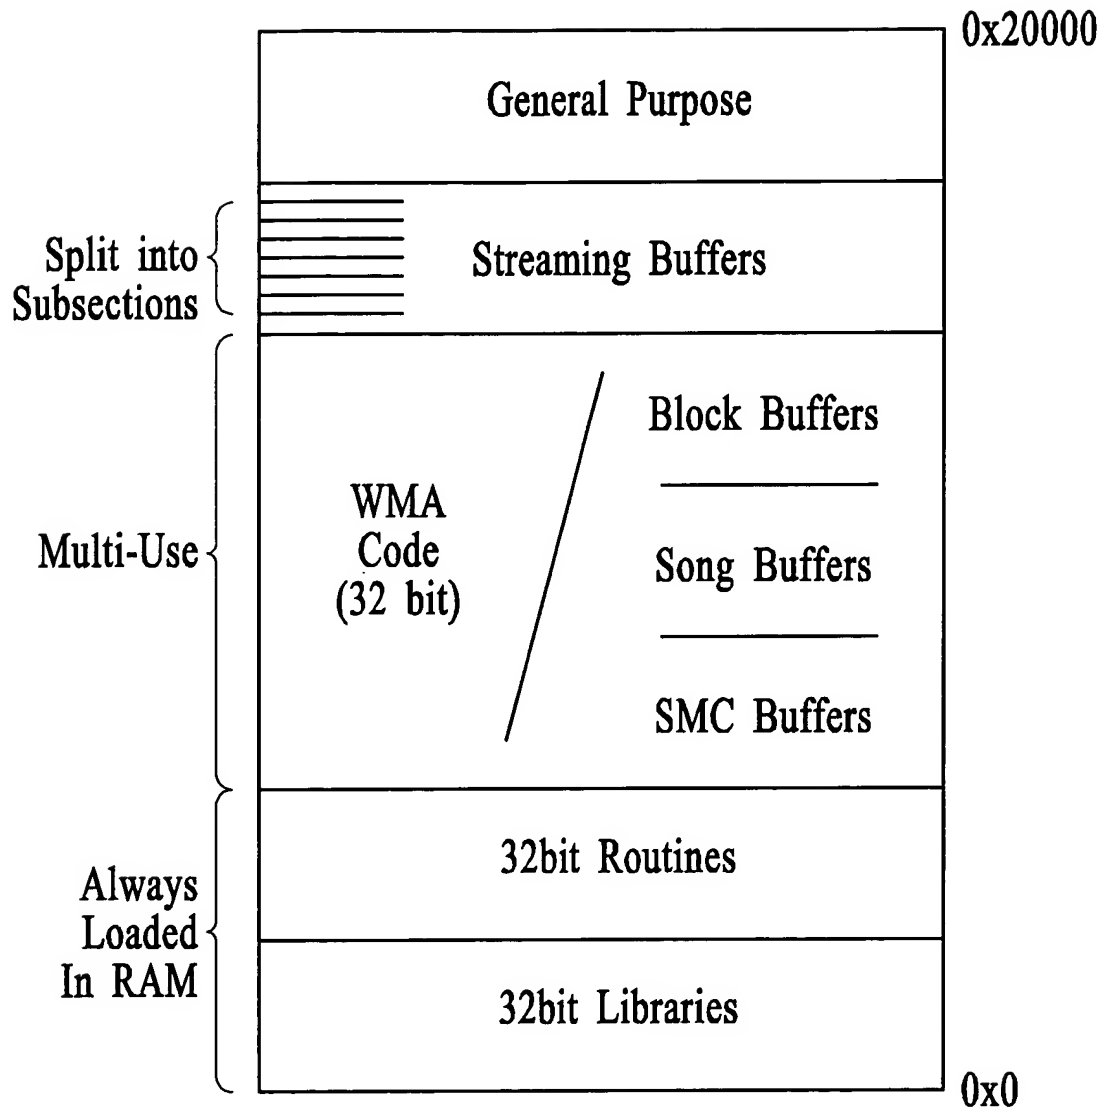 0x20000
General Purpose
Split into
Subsections
Streaming Buffers
Multi-Use
WMA
Code
(32 bit)
Block Buffers
Song Buffers
SMC Buffers
Always
Loaded
In RAM
32bit Routines
32bit Libraries
0x0